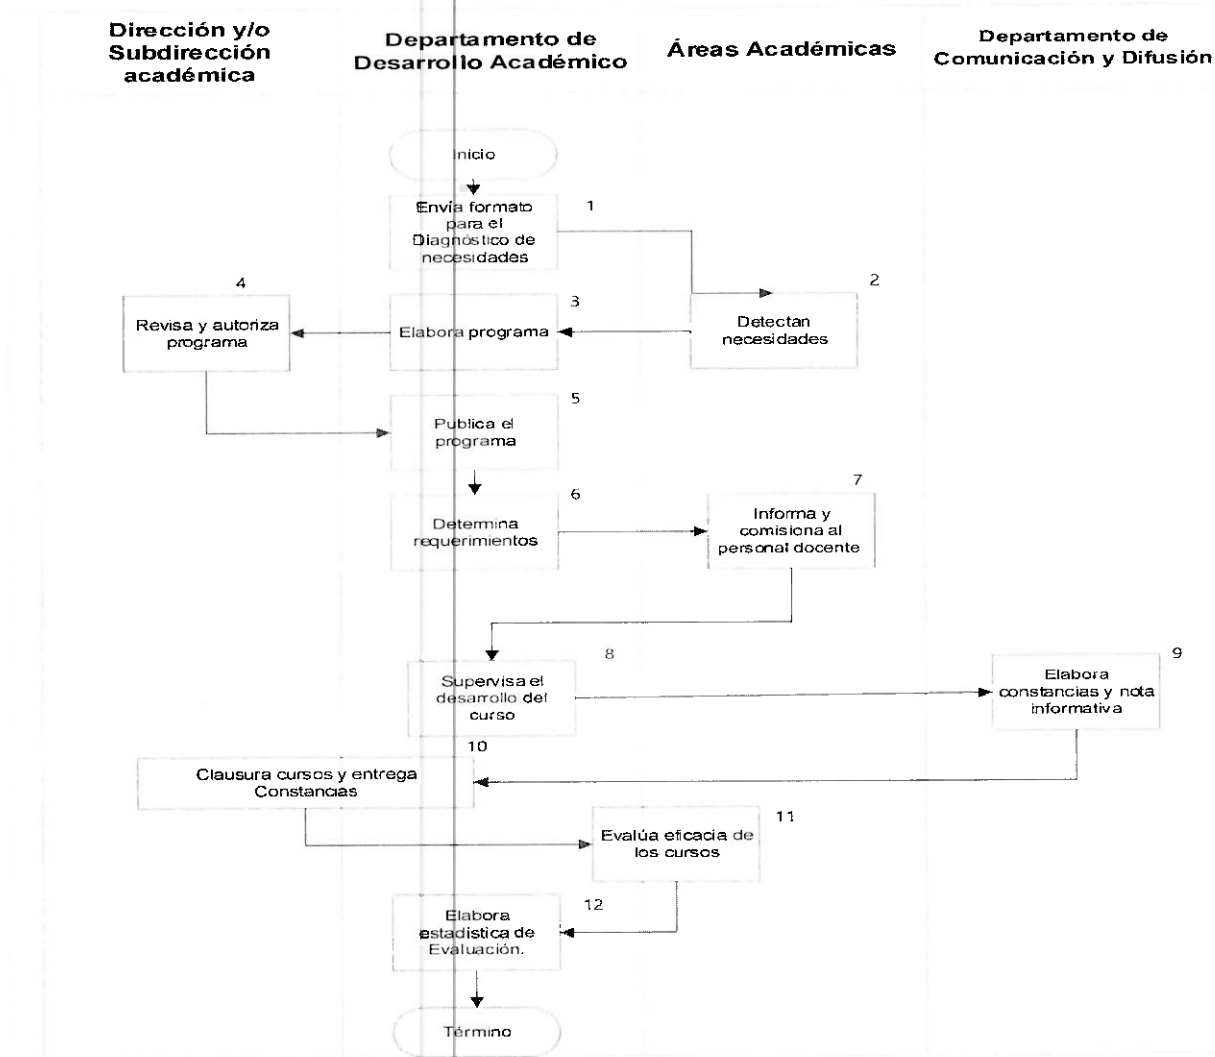 Dirección y/o
Subdirección
académica
Departamento de
Desarrollo Académico
Áreas Académicas
Departamento de
Comunicación y Difusión
Inicio
1
Envía formato
para el
Diagnóstico de
necesidades
2
Detectan
necesidades
3
Elabora programa
4
Revisa y autoriza
programa
5
Publica el
programa
6
Determina
requerimientos
7
Informa y
comisiona al
personal docente
8
Supervisa el
desarrollo del
curso
9
Elabora
constancias y nota
informativa
10
Clausura cursos y entrega
Constancias
11
Evalúa eficacia de
los cursos
12
Elabora
estadística de
Evaluación.
Término